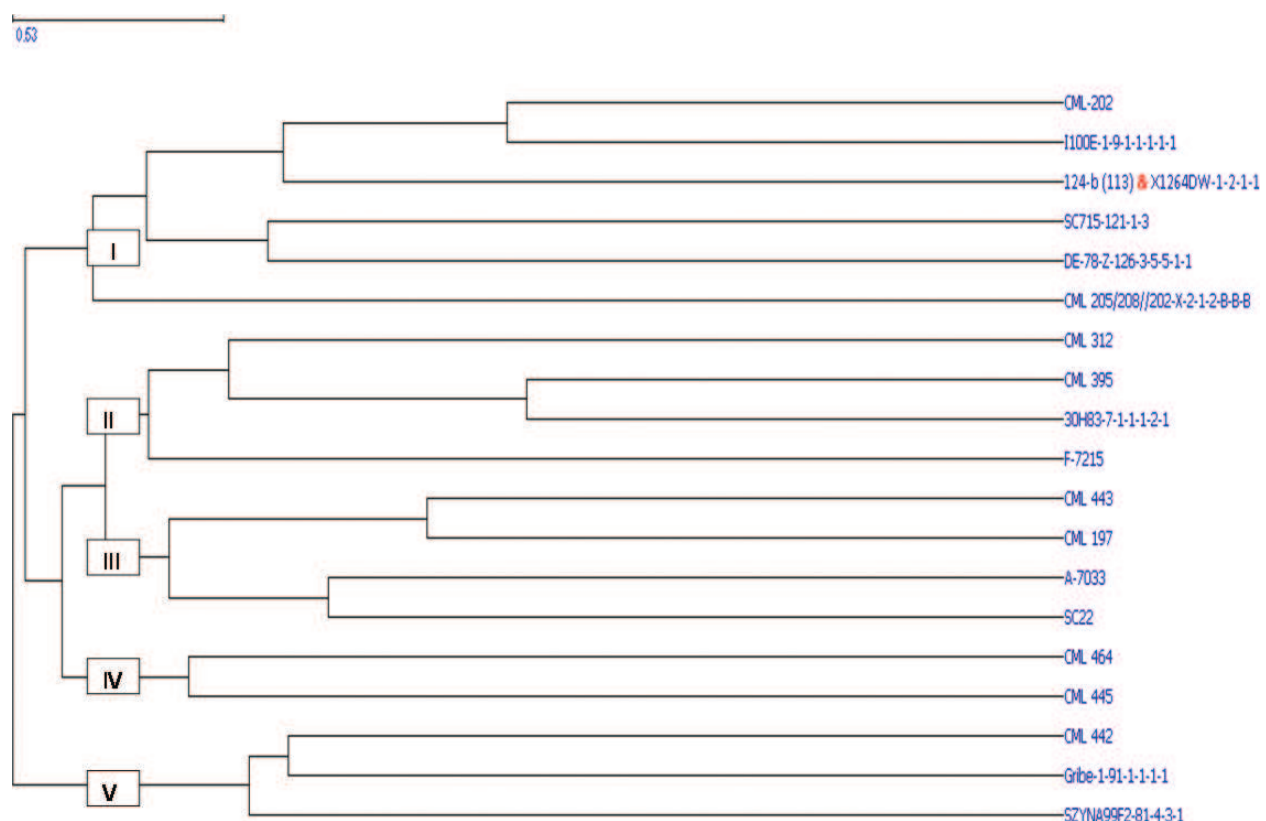 0.53
CML-202
I100E-1-9-1-1-1-1-1
124-b (113) & X1264DW-1-2-1-1
SC715-121-1-3
I
DE-78-Z-126-3-5-5-1-1
CML 205/208//202-X-2-1-2-B-B-B
CML 312
CML 395
II
30H83-7-1-1-1-2-1
F-7215
CML 443
CML 197
III
A-7033
SC22
CML 464
IV
CML 445
CML 442
Gribe-1-91-1-1-1-1
V
SZYNA99F2-81-4-3-1